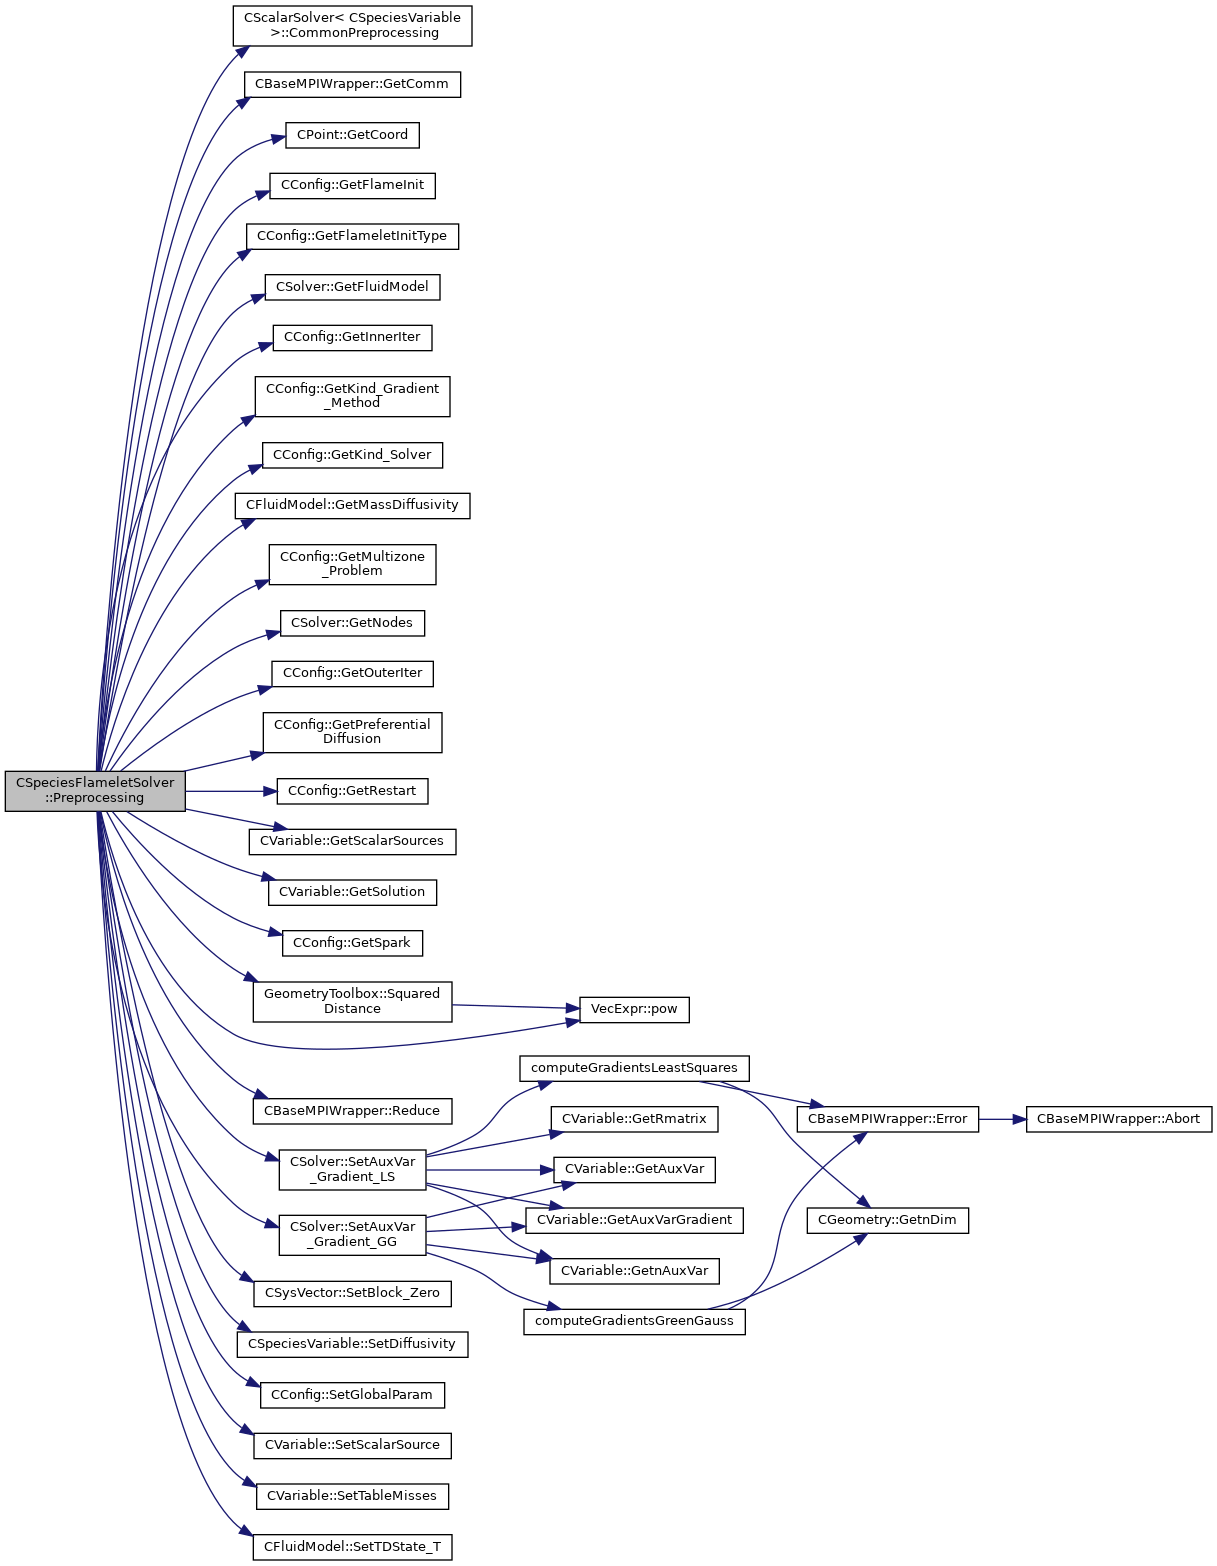 CScalarSolver< CSpeciesVariable
>::CommonPreprocessing
CBaseMPIWrapper::GetComm
CPoint::GetCoord
CConfig::GetFlameInit
CConfig::GetFlameletInitType
CSolver::GetFluidModel
CConfig::GetInnerIter
CConfig::GetKind_Gradient
_Method
CConfig::GetKind_Solver
CFluidModel::GetMassDiffusivity
CConfig::GetMultizone
_Problem
CSolver::GetNodes
CConfig::GetOuterIter
CConfig::GetPreferential
Diffusion
CSpeciesFlameletSolver
::Preprocessing
CConfig::GetRestart
CVariable::GetScalarSources
CVariable::GetSolution
CConfig::GetSpark
GeometryToolbox::Squared
Distance
VecExpr::pow
computeGradientsLeastSquares
CBaseMPIWrapper::Reduce
CVariable::GetRmatrix
CBaseMPIWrapper::Error
CBaseMPIWrapper::Abort
CSolver::SetAuxVar
_Gradient_LS
CVariable::GetAuxVar
CSolver::SetAuxVar
_Gradient_GG
CVariable::GetAuxVarGradient
CGeometry::GetnDim
CVariable::GetnAuxVar
CSysVector::SetBlock_Zero
computeGradientsGreenGauss
CSpeciesVariable::SetDiffusivity
CConfig::SetGlobalParam
CVariable::SetScalarSource
CVariable::SetTableMisses
CFluidModel::SetTDState_T